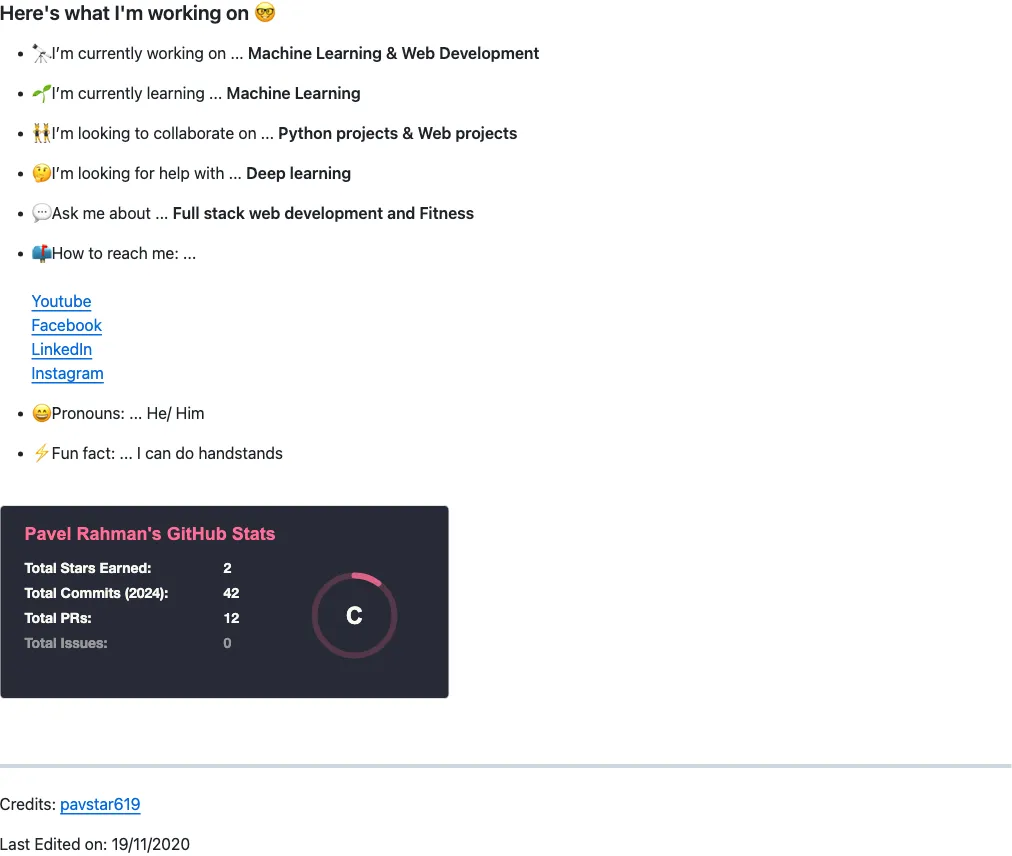 Here's what I'm working on 🤓
🔭I’m currently working on ... Machine Learning & Web Development
🌱I’m currently learning ... Machine Learning
👯I’m looking to collaborate on ... Python projects & Web projects
🤔I’m looking for help with ... Deep learning
💬Ask me about ... Full stack web development and Fitness
📫How to reach me: ...
Youtube
Facebook
LinkedIn
Instagram
😄Pronouns: ... He/ Him
⚡Fun fact: ... I can do handstands
Pavel Rahman's GitHub Stats
Total Stars Earned: 2
Total Commits (2024): 42
Total PRs: 12
Total Issues: 0
C
Credits: pavstar619
Last Edited on: 19/11/2020